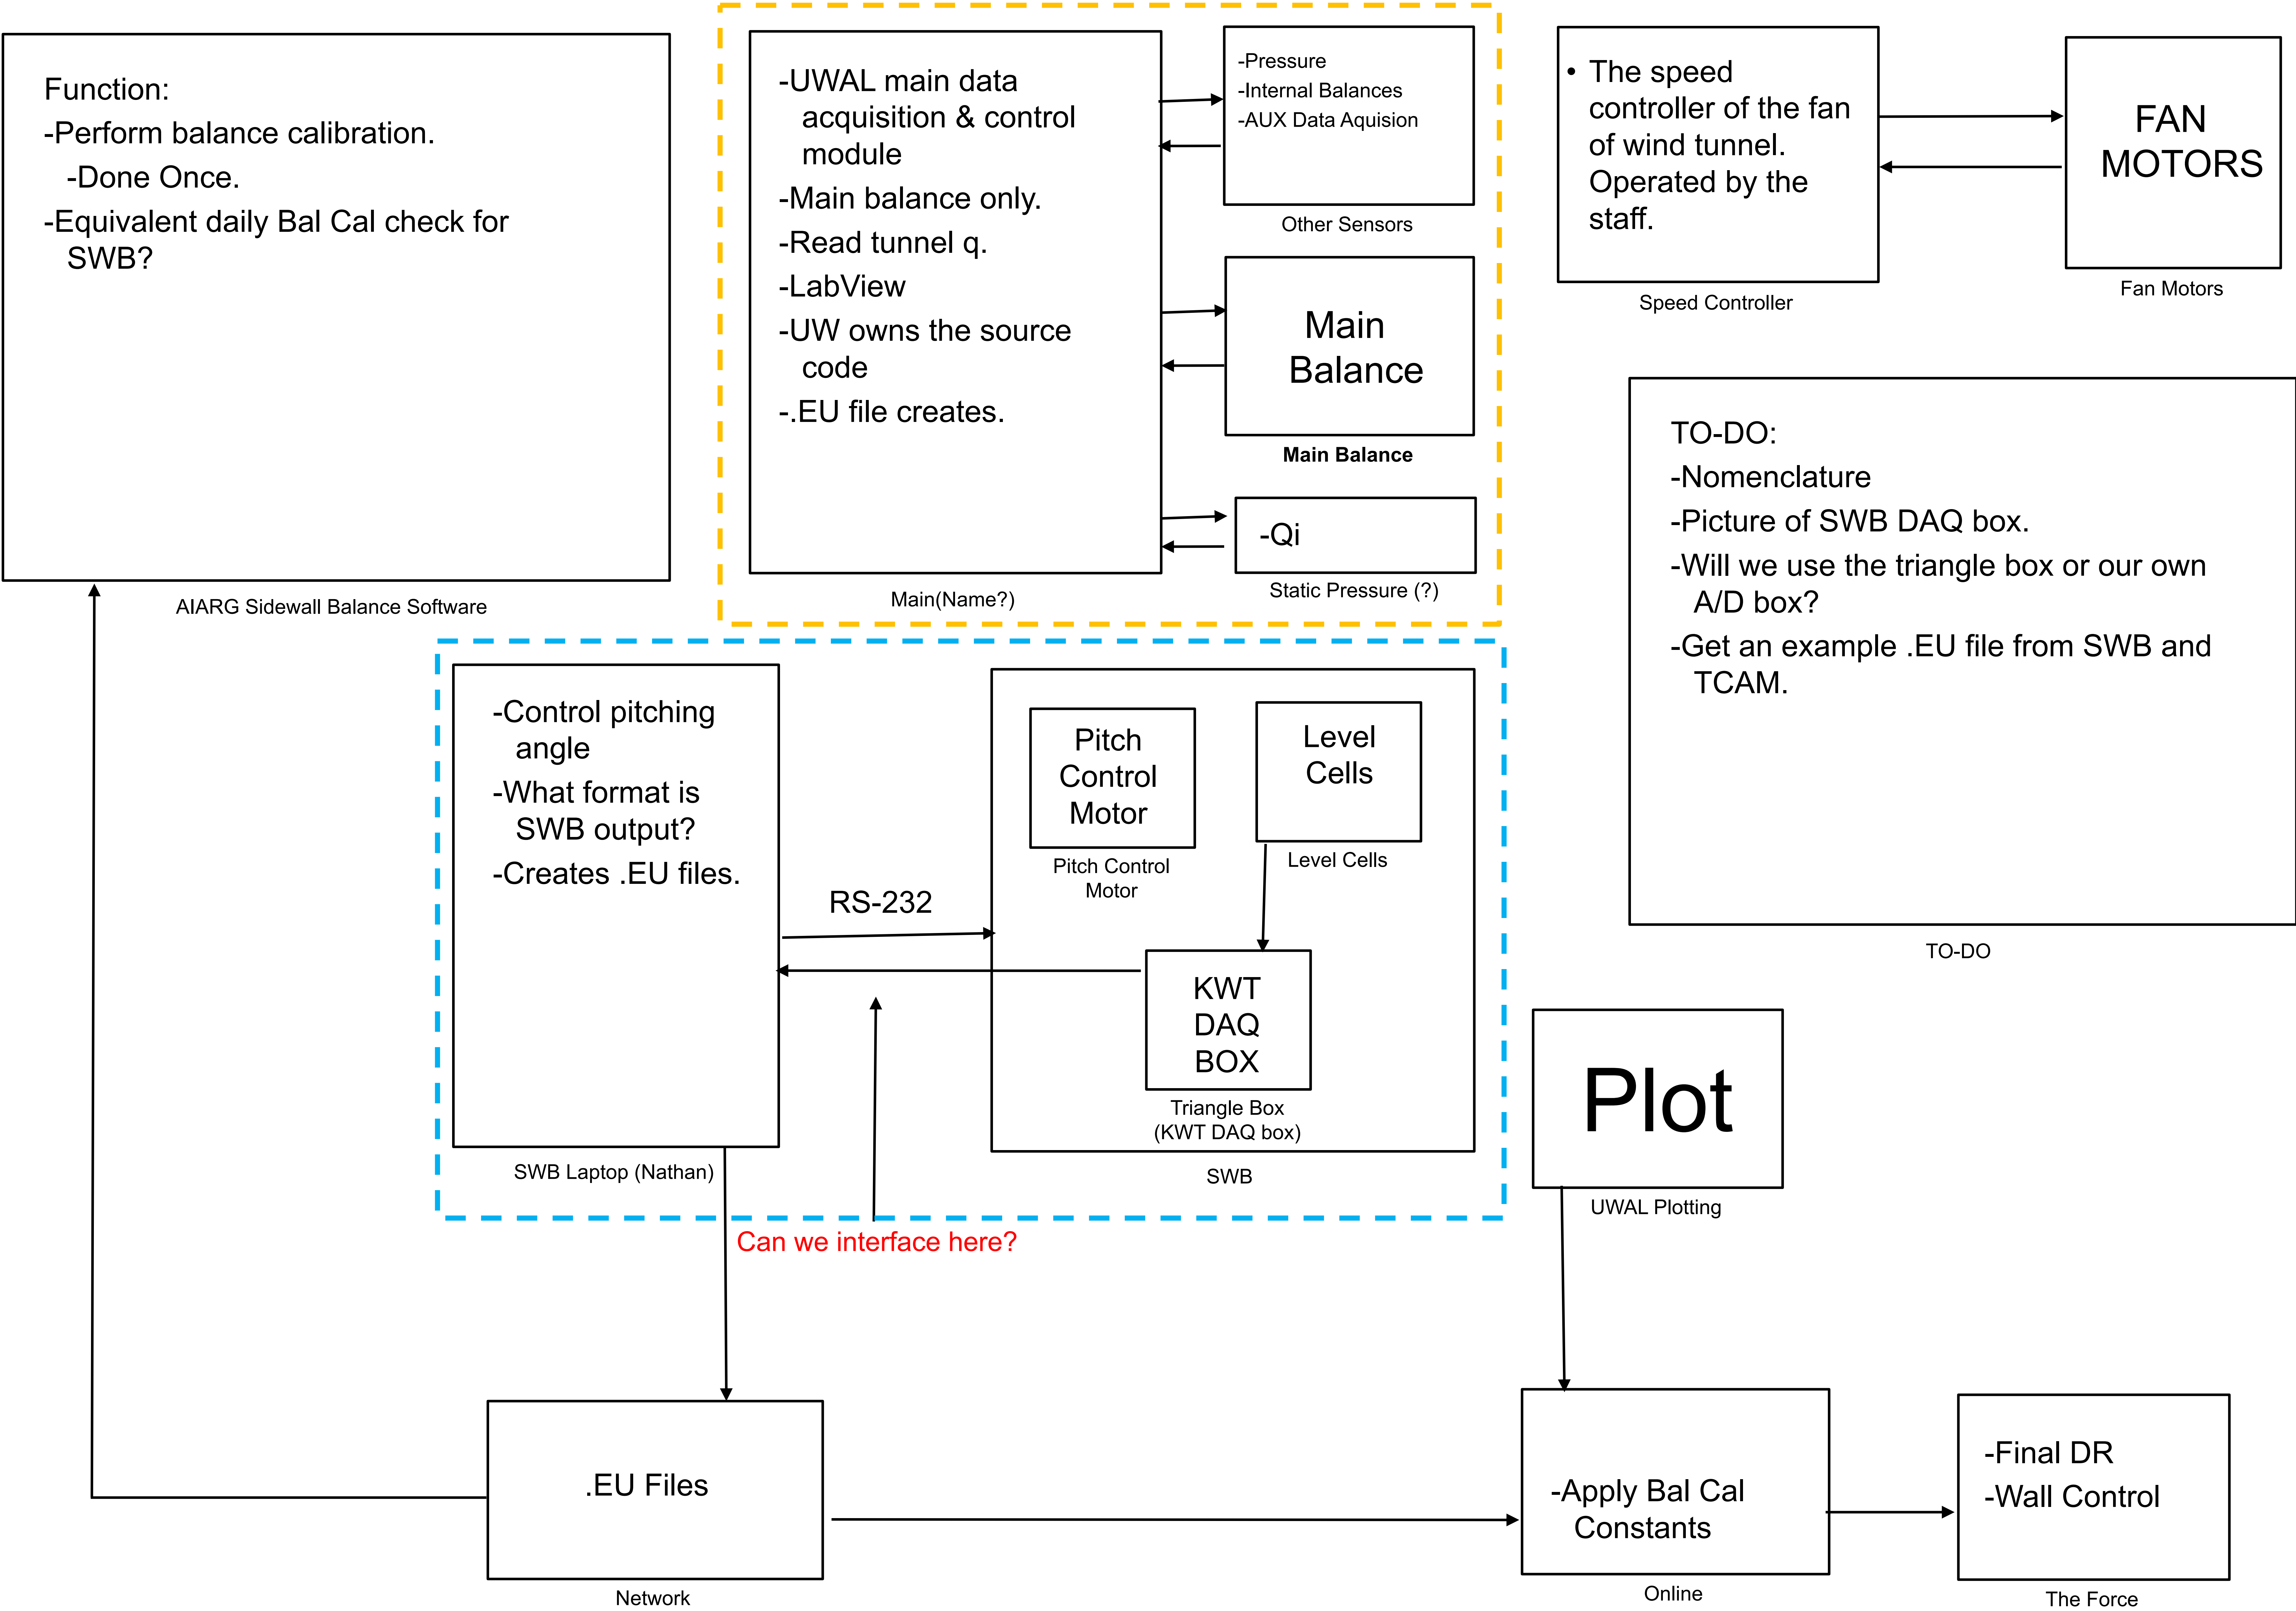 Function:
-Perform balance calibration.
-Done Once.
-Equivalent daily Bal Cal check for
SWB?
AIARG Sidewall Balance Software
-UWAL main data
acquisition & control
module
-Main balance only.
-Read tunnel q.
-LabView
-UW owns the source
code
-.EU file creates.
Main(Name?)
-Pressure
-Internal Balances
-AUX Data Aquision
Other Sensors
Main
Balance
Main Balance
-Qi
Static Pressure (?)
• The speed
controller of the fan
of wind tunnel.
Operated by the
staff.
Speed Controller
FAN
MOTORS
Fan Motors
TO-DO:
-Nomenclature
-Picture of SWB DAQ box.
-Will we use the triangle box or our own
A/D box?
-Get an example .EU file from SWB and
TCAM.
TO-DO
-Control pitching
angle
-What format is
SWB output?
-Creates .EU files.
SWB Laptop (Nathan)
RS-232
Pitch
Control
Motor
Pitch Control
Motor
Level
Cells
Level Cells
KWT
DAQ
BOX
Triangle Box
(KWT DAQ box)
SWB
Can we interface here?
Plot
UWAL Plotting
.EU Files
Network
-Apply Bal Cal
Constants
Online
-Final DR
-Wall Control
The Force